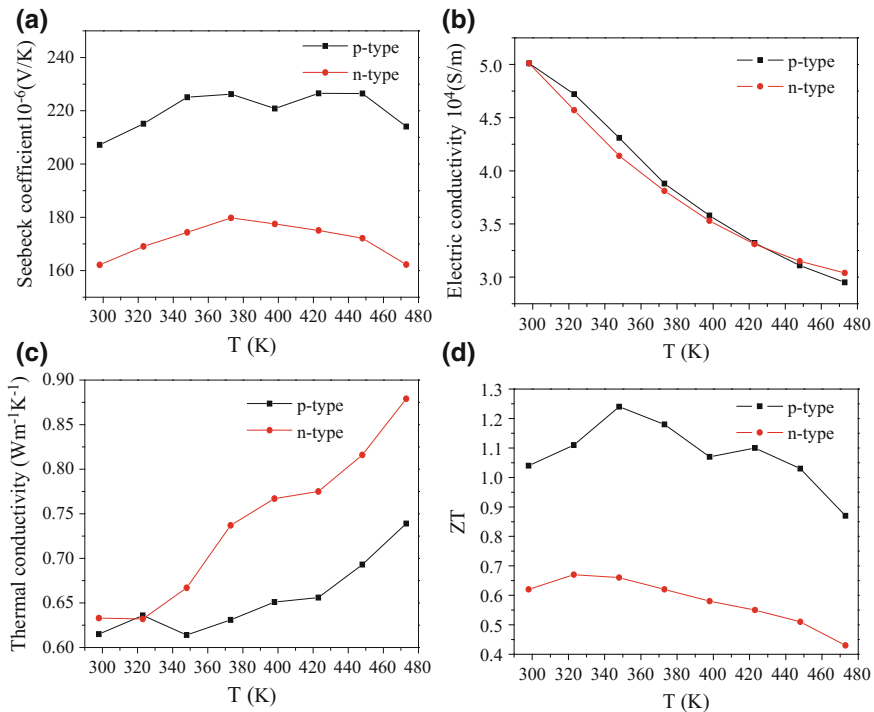 (a)
Seebeck coefficient10⁻⁶(V/K)
240
220
200
180
160
p-type
n-type
300 320 340 360 380 400 420 440 460 480
T (K)
(b)
Electric conductivity 10⁴(S/m)
5.0
4.5
4.0
3.5
3.0
p-type
n-type
300 320 340 360 380 400 420 440 460 480
T (K)
(c)
Thermal conductivity (Wm⁻¹K⁻¹)
0.90
0.85
0.80
0.75
0.70
0.65
0.60
p-type
n-type
300 320 340 360 380 400 420 440 460 480
T (K)
(d)
ZT
1.3
1.2
1.1
1.0
0.9
0.8
0.7
0.6
0.5
0.4
p-type
n-type
300 320 340 360 380 400 420 440 460 480
T (K)